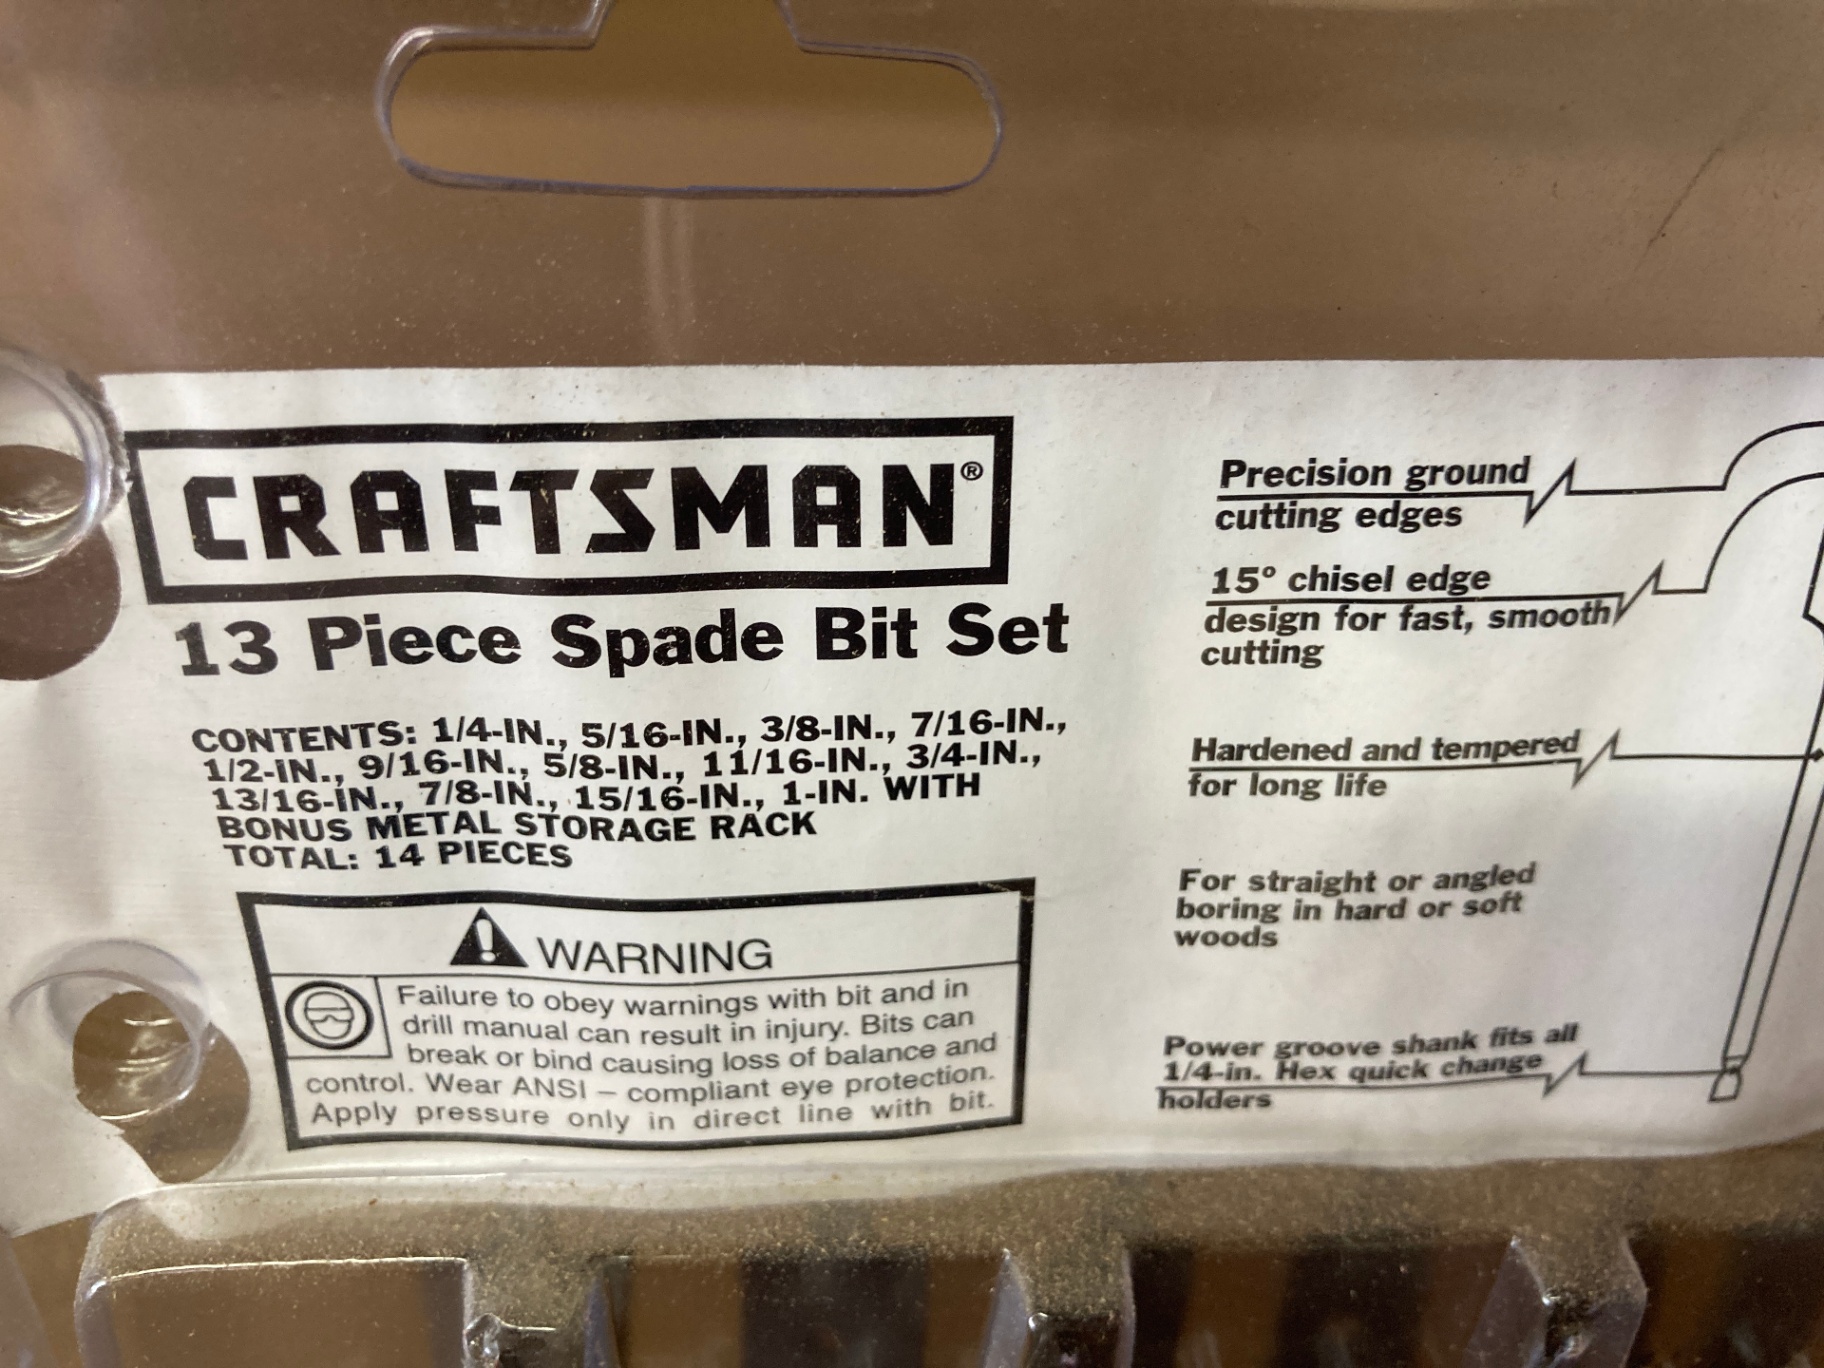 CRAFTSMAN®
13 Piece Spade Bit Set
CONTENTS: 1/4-IN., 5/16-IN., 3/8-IN., 7/16-IN.,
1/2-IN., 9/16-IN., 5/8-IN., 11/16-IN., 3/4-IN.,
13/16-IN., 7/8-IN., 15/16-IN., 1-IN. WITH
BONUS METAL STORAGE RACK
TOTAL: 14 PIECES
WARNING
Failure to obey warnings with bit and in
drill manual can result in injury. Bits can
break or bind causing loss of balance and
control. Wear ANSI – compliant eye protection.
Apply pressure only in direct line with bit.
Precision ground
cutting edges
15° chisel edge
design for fast, smooth
cutting
Hardened and tempered
for long life
For straight or angled
boring in hard or soft
woods
Power groove shank fits all
1/4-in. Hex quick change
holders